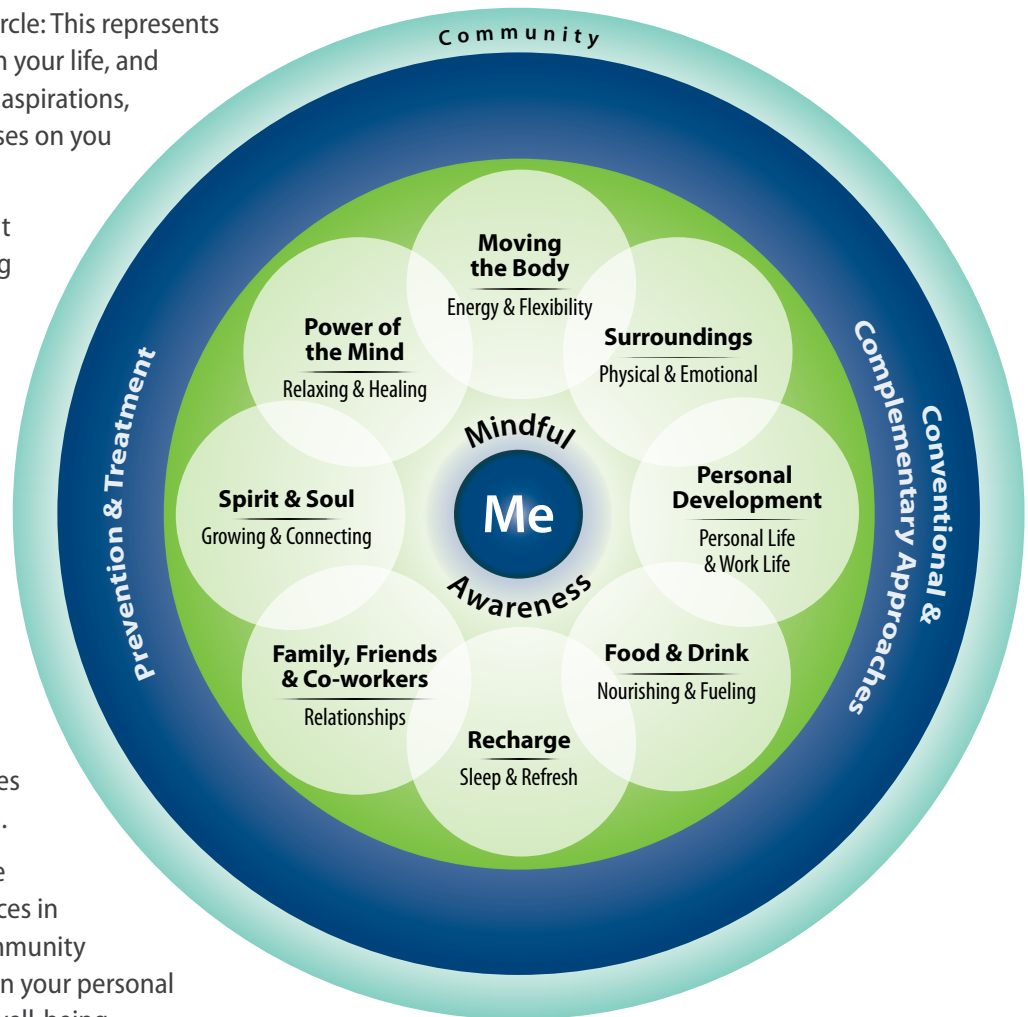 rcle: This represents
n your life, and
aspirations,
ses on you
t
g
es
.
e
ces in
mmunity
n your personal
well-being
Community
Prevention & Treatment
Conventional &
Complementary Approaches
Moving
the Body
Energy & Flexibility
Surroundings
Physical & Emotional
Personal
Development
Personal Life
& Work Life
Food & Drink
Nourishing & Fueling
Recharge
Sleep & Refresh
Family, Friends
& Co-workers
Relationships
Spirit & Soul
Growing & Connecting
Power of
the Mind
Relaxing & Healing
Mindful
Me
Awareness